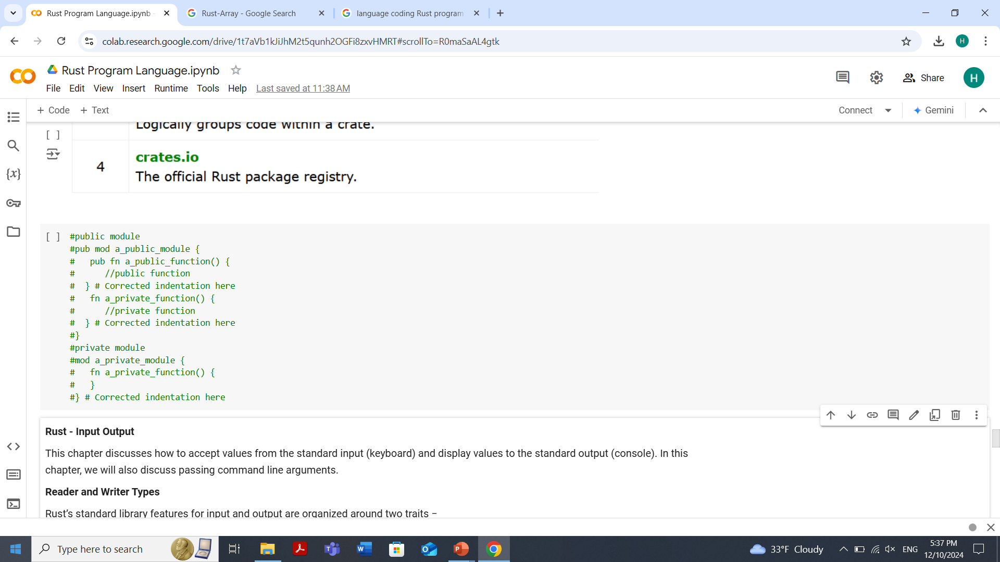 Rust Program Language.ipynb -
Rust-Array - Google Search
language coding Rust program
colab.research.google.com/drive/1t7aVb1kJiJhM2t5qunh2OGFi8zxvHMRT#scrollTo=R0maSaAL4gtk
H
Rust Program Language.ipynb
File Edit View Insert Runtime Tools Help Last saved at 11:38 AM
Share
H
+ Code + Text
Connect
Gemini
Logically groups code within a crate.
[ ]
4
crates.io
The official Rust package registry.
{x}
[ ]
#public module
#pub mod a_public_module {
#   pub fn a_public_function() {
#      //public function
#  } # Corrected indentation here
#   fn a_private_function() {
#      //private function
#  } # Corrected indentation here
#}
#private module
#mod a_private_module {
#   fn a_private_function() {
#   }
#} # Corrected indentation here
Rust - Input Output
This chapter discusses how to accept values from the standard input (keyboard) and display values to the standard output (console). In this
chapter, we will also discuss passing command line arguments.
Reader and Writer Types
Rust’s standard library features for input and output are organized around two traits −
Type here to search
33°F Cloudy
ENG
5:37 PM
12/10/2024